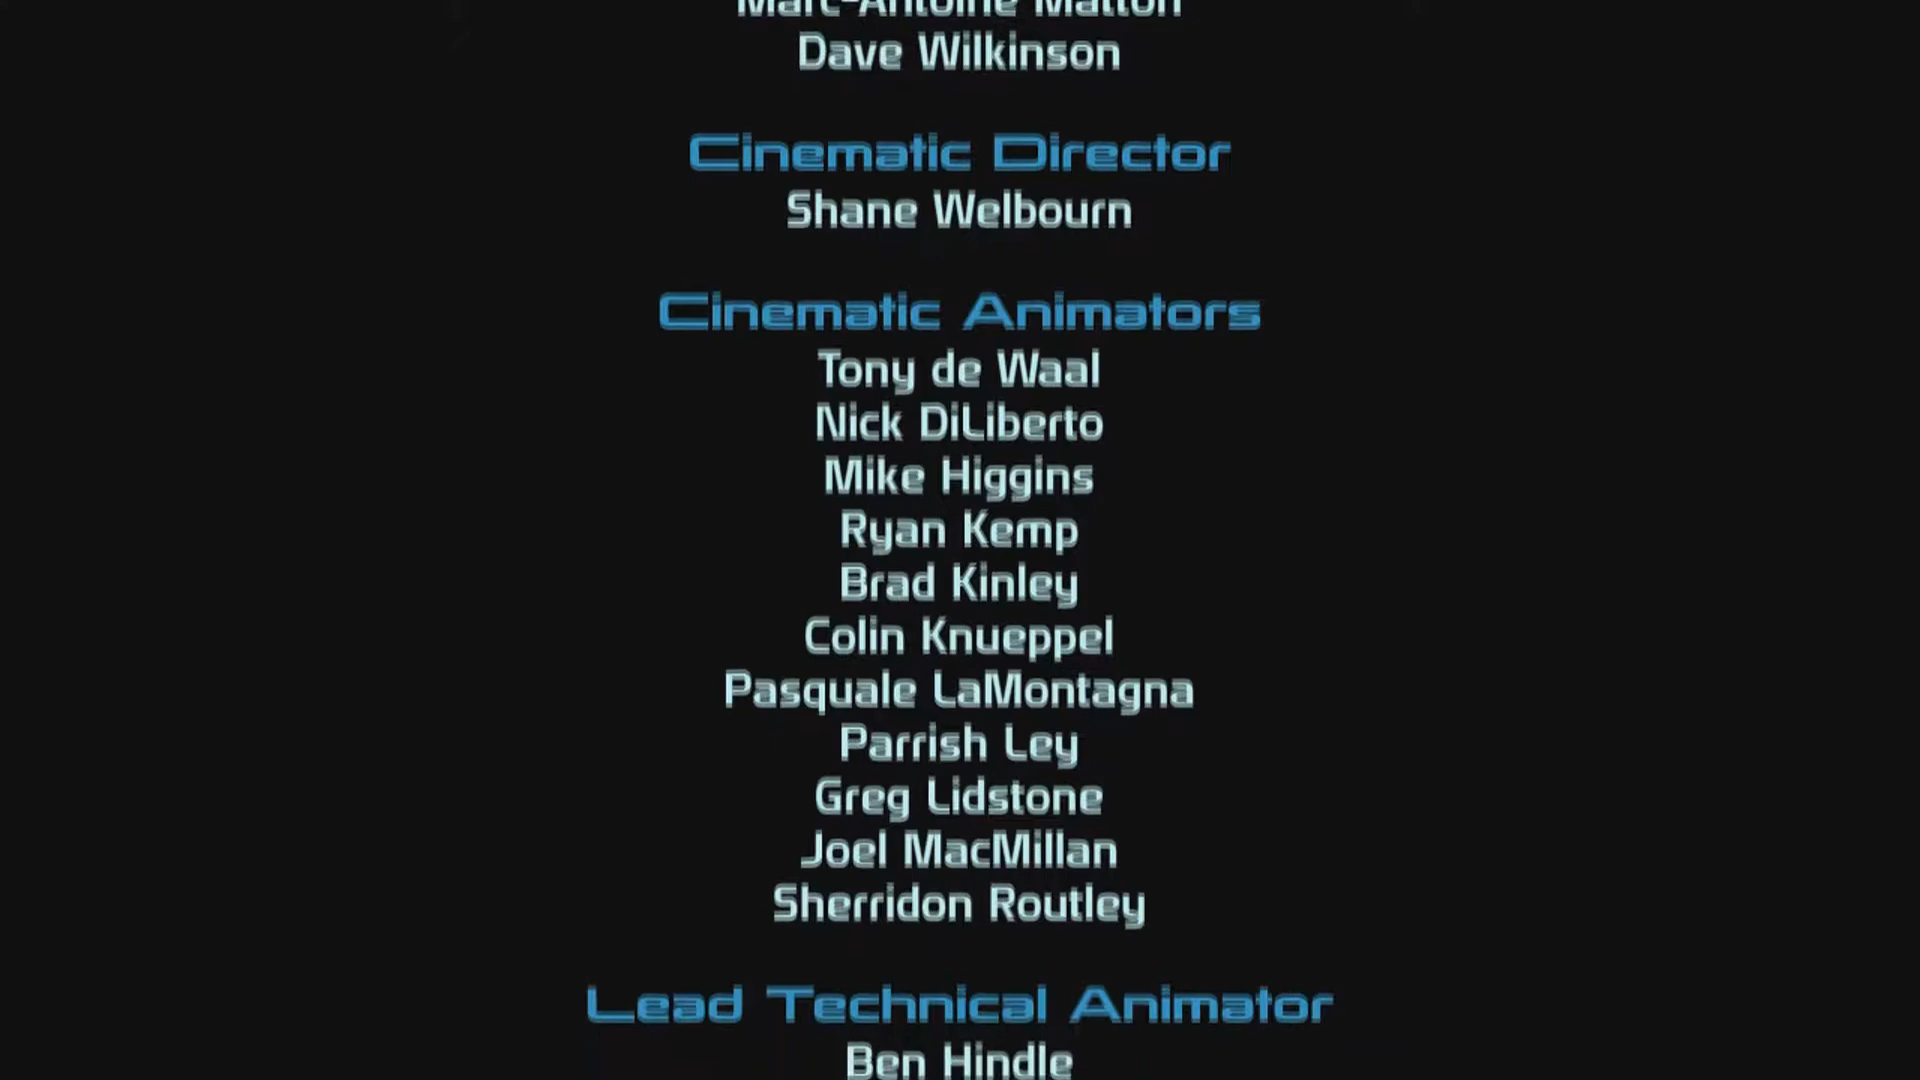 Marc-Antoine Matton
Dave Wilkinson
Cinematic Director
Shane Welbourn
Cinematic Animators
Tony de Waal
Nick DiLiberto
Mike Higgins
Ryan Kemp
Brad Kinley
Colin Knueppel
Pasquale LaMontagna
Parrish Ley
Greg Lidstone
Joel MacMillan
Sherridon Routley
Lead Technical Animator
Ben Hindle